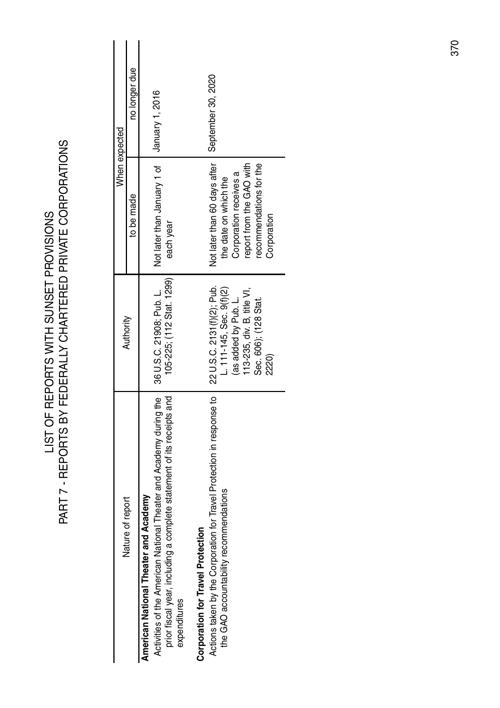 LIST OF REPORTS WITH SUNSET PROVISIONS
PART 7 - REPORTS BY FEDERALLY CHARTERED PRIVATE CORPORATIONS
Nature of report
Authority
When expected
to be made
no longer due
American National Theater and Academy
Activities of the American National Theater and Academy during the
prior fiscal year, including a complete statement of its receipts and
expenditures
36 U.S.C. 21908; Pub. L.
105-225, (112 Stat. 1299)
Not later than January 1 of
each year
January 1, 2016
Corporation for Travel Protection
Actions taken by the Corporation for Travel Protection in response to
the GAO accountability recommendations
22 U.S.C. 2131(f)(2); Pub.
L. 111-145, Sec. 9(f)(2)
(as added by Pub. L.
113-235, div. B, title VI,
Sec. 606); (128 Stat.
2220)
Not later than 60 days after
the date on which the
Corporation receives a
report from the GAO with
recommendations for the
Corporation
September 30, 2020
370